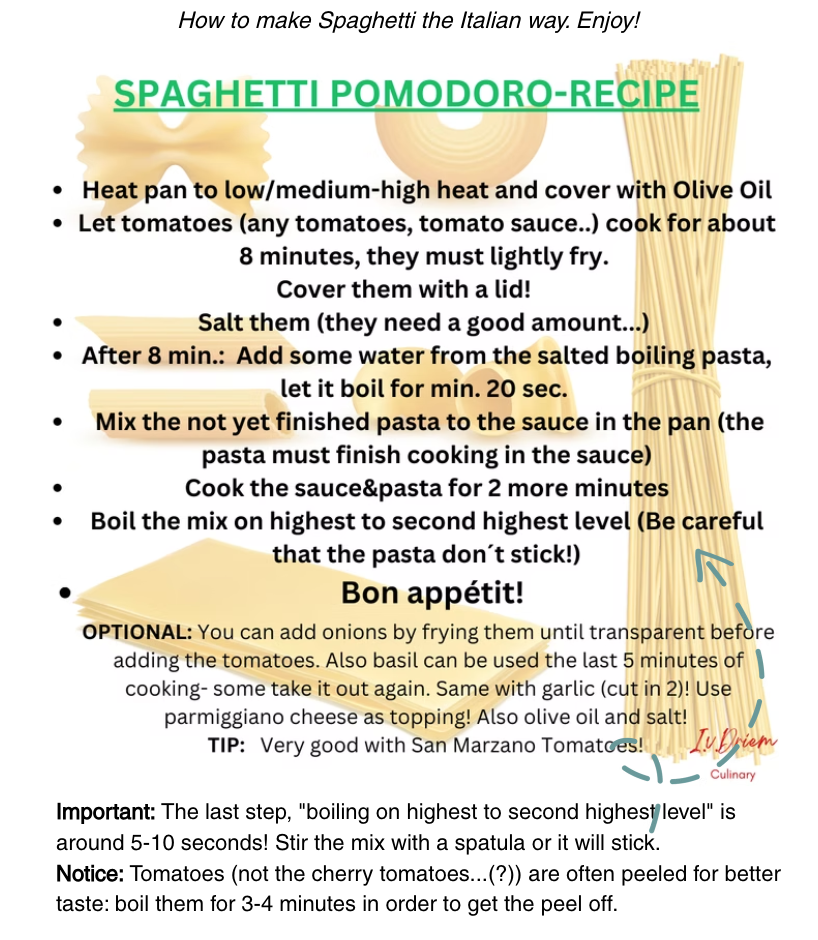 How to make Spaghetti the Italian way. Enjoy!
SPAGHETTI POMODORO-RECIPE
• Heat pan to low/medium-high heat and cover with Olive Oil
• Let tomatoes (any tomatoes, tomato sauce..) cook for about
8 minutes, they must lightly fry.
Cover them with a lid!
• Salt them (they need a good amount...)
• After 8 min.: Add some water from the salted boiling pasta,
let it boil for min. 20 sec.
• Mix the not yet finished pasta to the sauce in the pan (the
pasta must finish cooking in the sauce)
• Cook the sauce&pasta for 2 more minutes
• Boil the mix on highest to second highest level (Be careful
that the pasta don´t stick!)
• Bon appétit!
OPTIONAL: You can add onions by frying them until transparent before
adding the tomatoes. Also basil can be used the last 5 minutes of
cooking- some take it out again. Same with garlic (cut in 2)! Use
parmiggiano cheese as topping! Also olive oil and salt!
TIP: Very good with San Marzano Tomatoes!
I.v.Driem
Culinary
Important: The last step, "boiling on highest to second highest level" is
around 5-10 seconds! Stir the mix with a spatula or it will stick.
Notice: Tomatoes (not the cherry tomatoes...(?)) are often peeled for better
taste: boil them for 3-4 minutes in order to get the peel off.